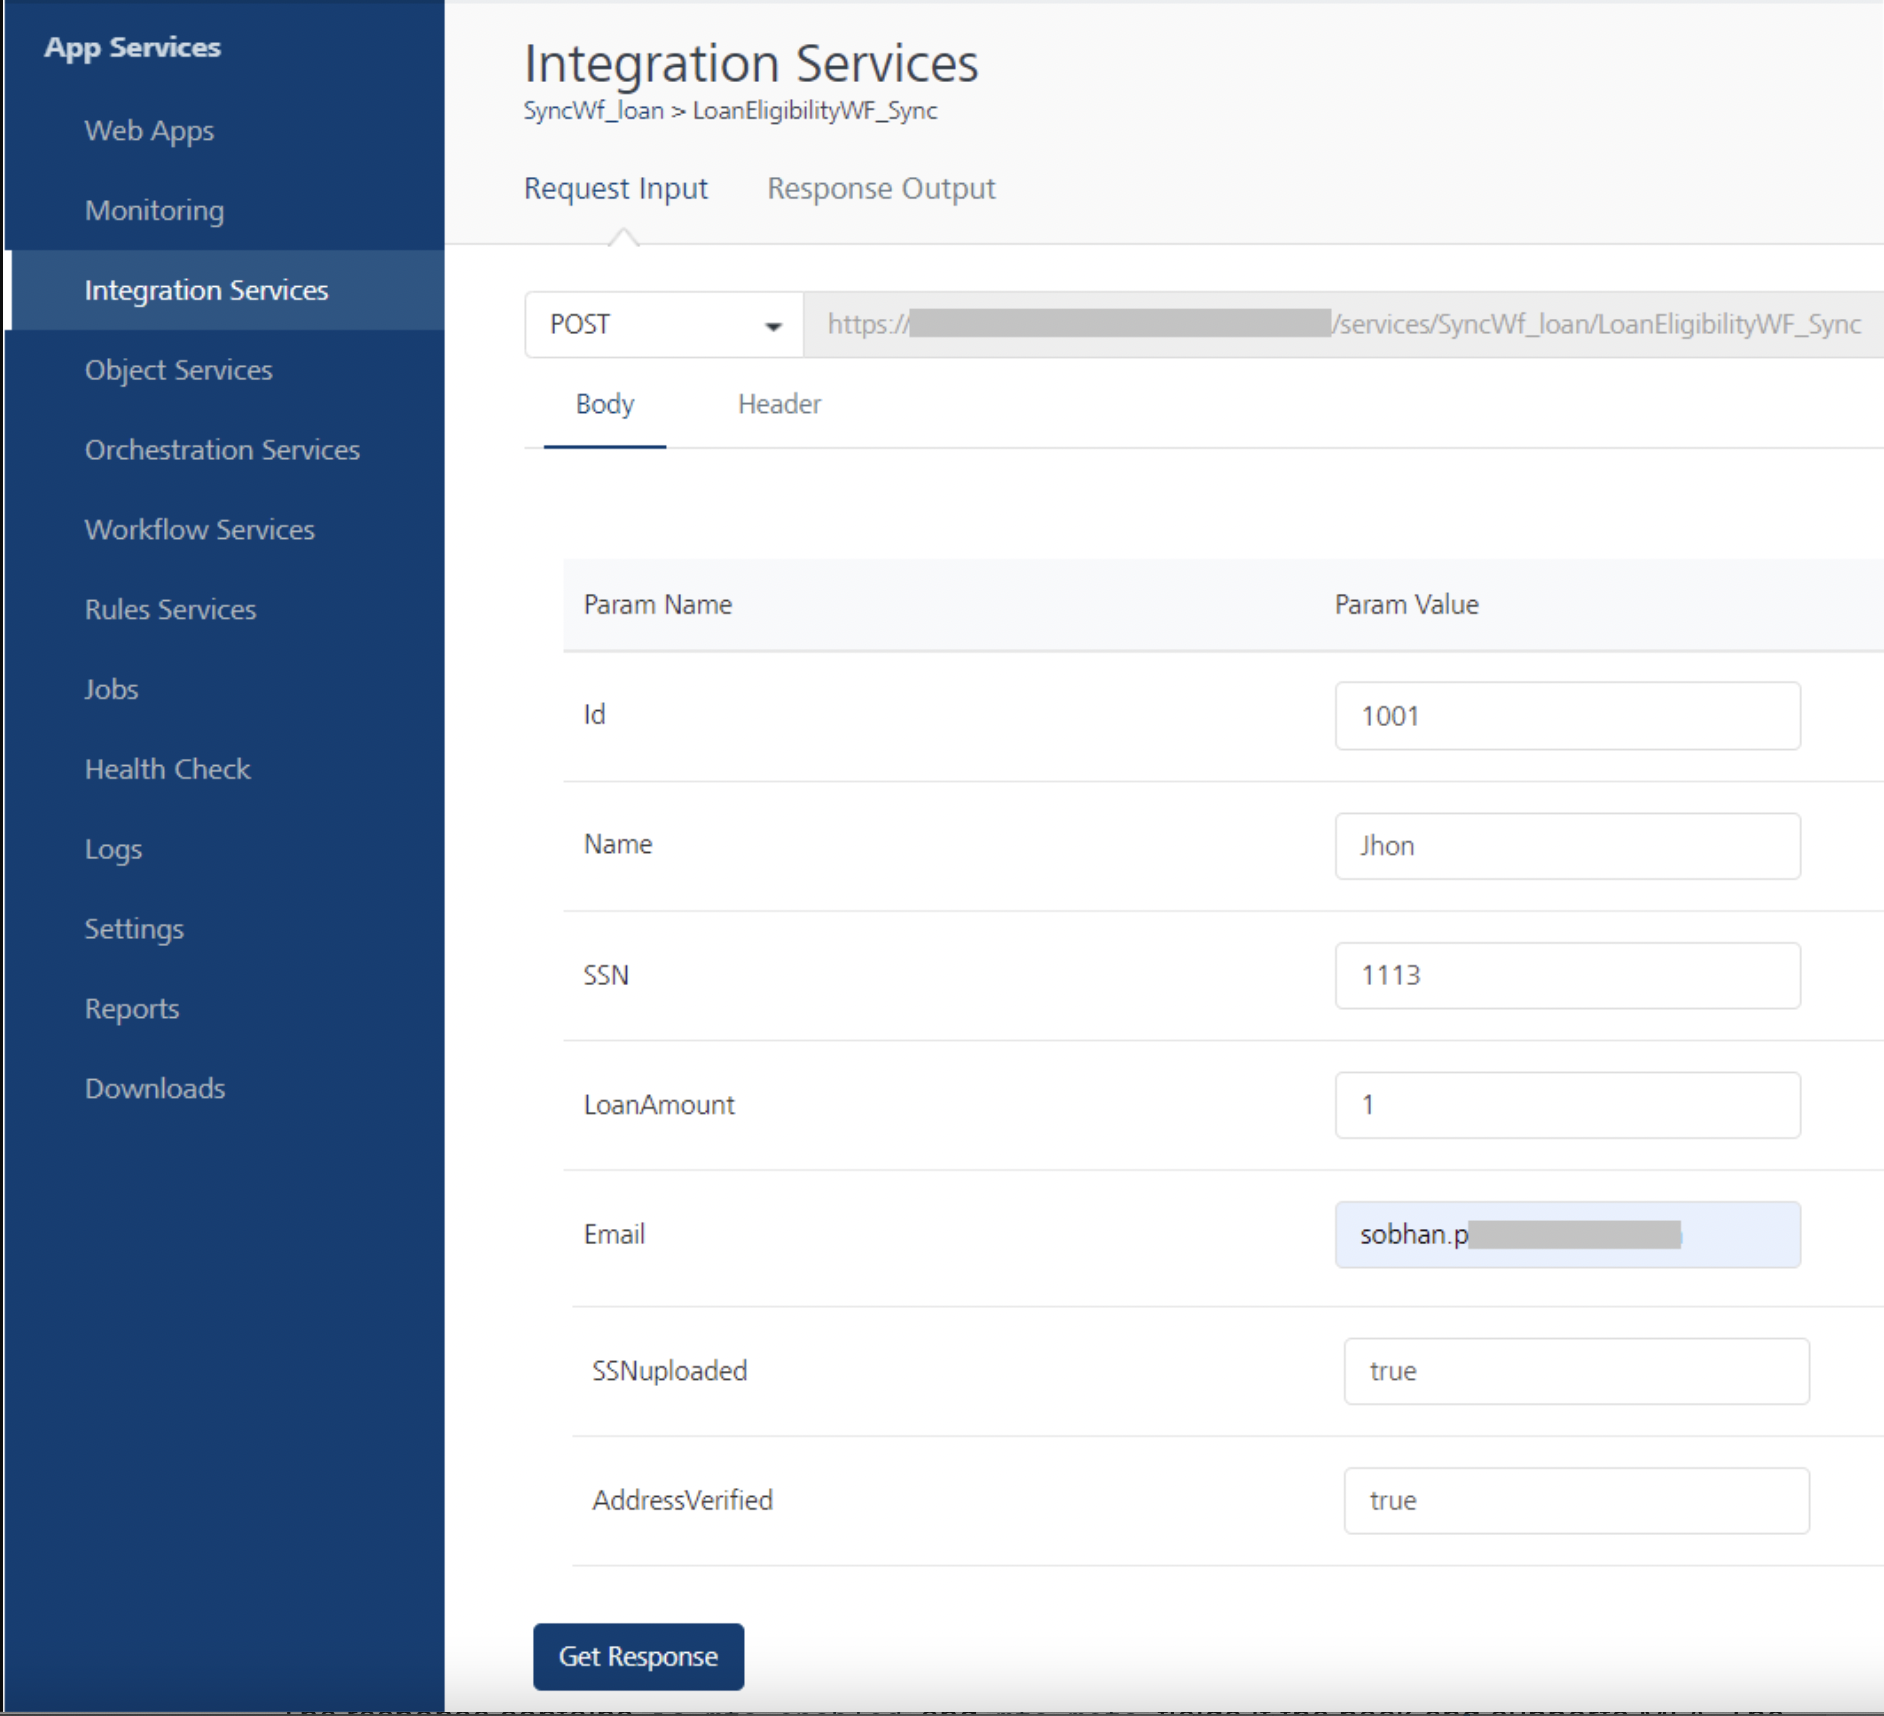 App Services
Web Apps
Monitoring
Integration Services
Object Services
Orchestration Services
Workflow Services
Rules Services
Jobs
Health Check
Logs
Settings
Reports
Downloads
Integration Services
SyncWf_loan > LoanEligibilityWF_Sync
Request Input Response Output
POST https:// /services/SyncWf_loan/LoanEligibilityWF_Sync
Body Header
Param Name Param Value
Id 1001
Name Jhon
SSN 1113
LoanAmount 1
Email sobhan.p
SSNuploaded true
AddressVerified true
Get Response